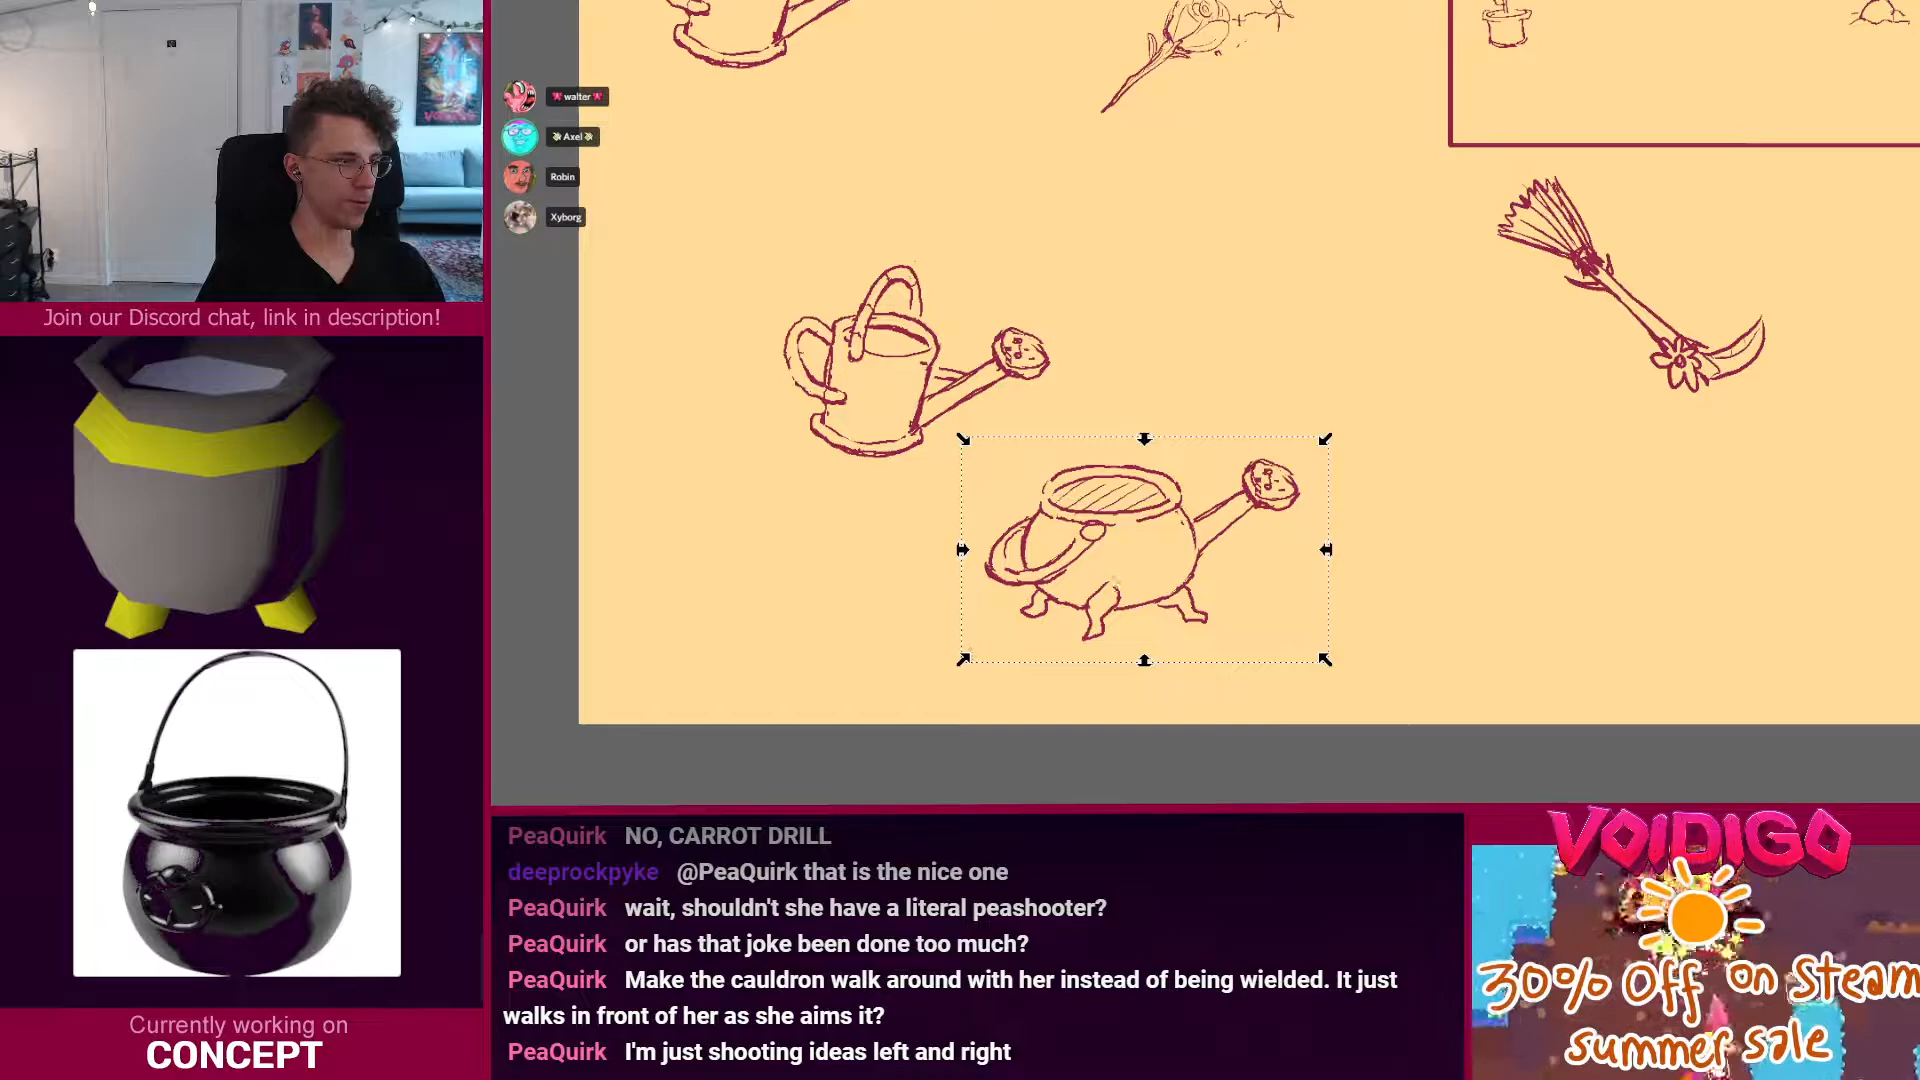 walter
Axel
Robin
Xyborg
Join our Discord chat, link in description!
PeaQuirk NO, CARROT DRILL
deeprockpyke @PeaQuirk that is the nice one
PeaQuirk wait, shouldn't she have a literal peashooter?
PeaQuirk or has that joke been done too much?
PeaQuirk Make the cauldron walk around with her instead of being wielded. It just
walks in front of her as she aims it?
PeaQuirk I'm just shooting ideas left and right
Currently working on
CONCEPT
VOIDIGO
30% Off on Steam
summer sale